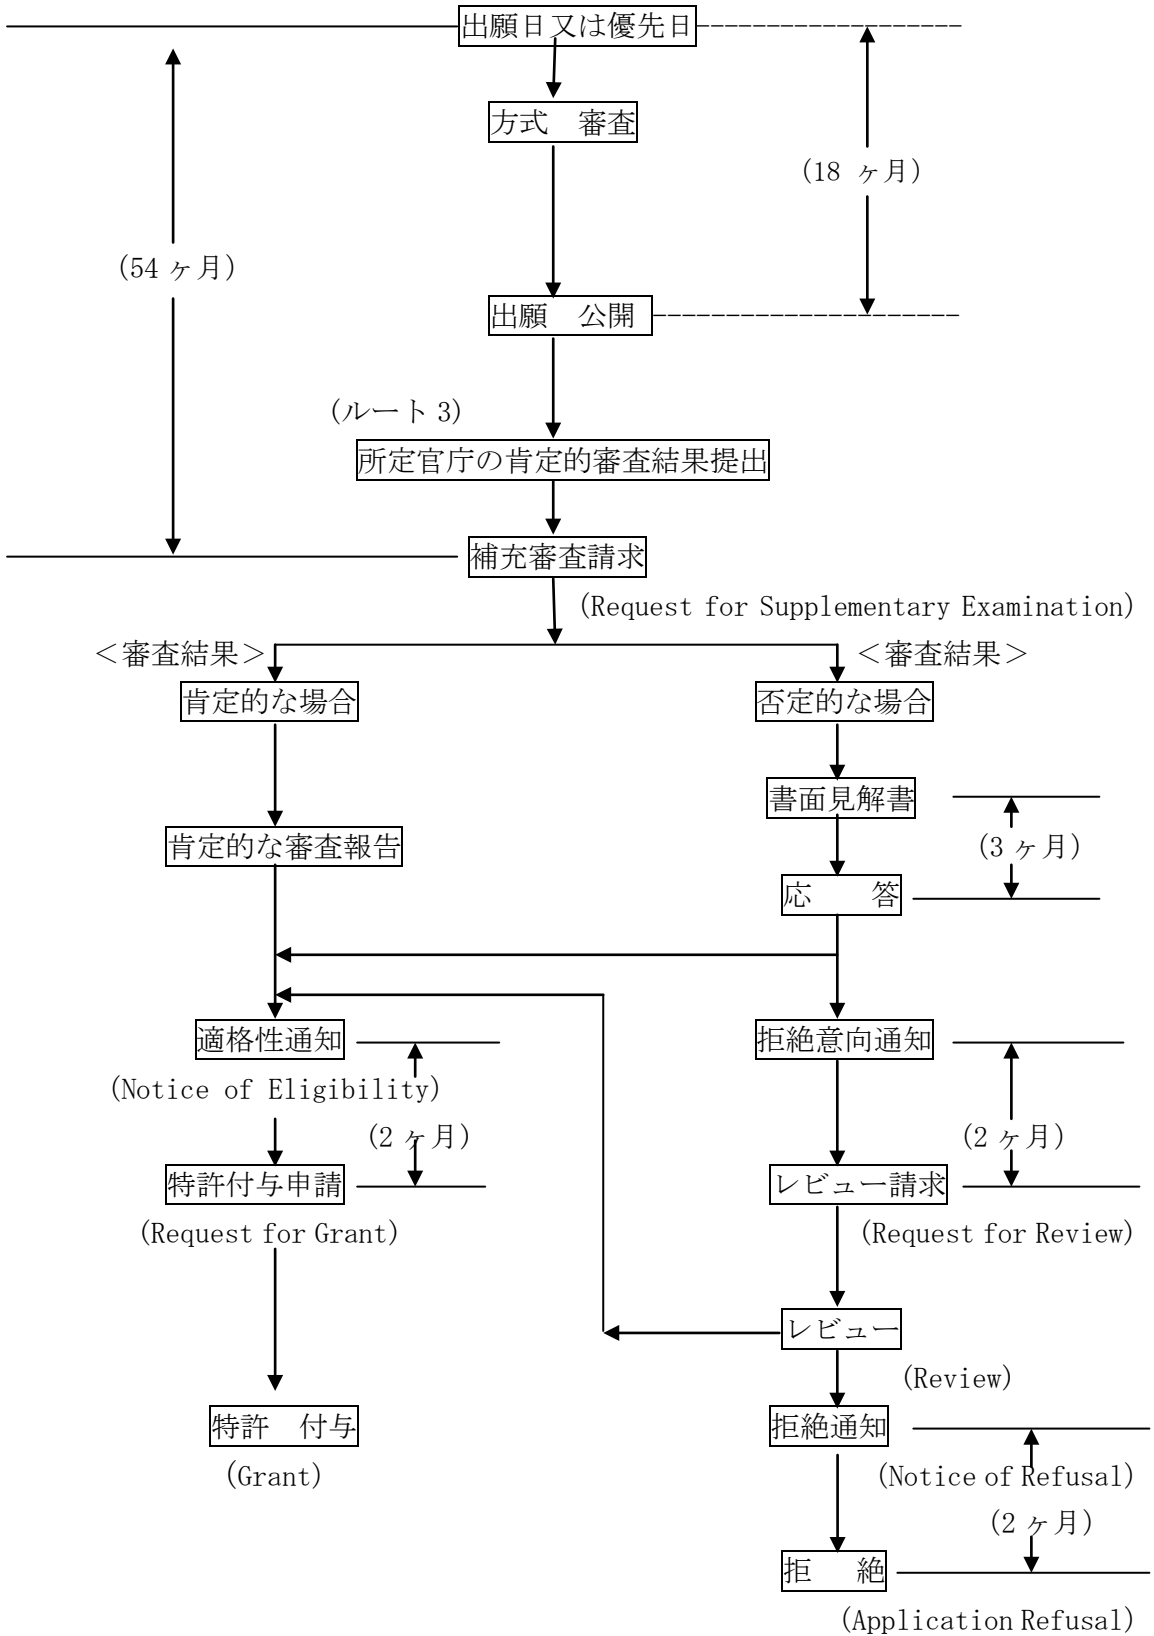 出願日又は優先日
方式　審査
(18 ヶ月)
(54 ヶ月)
出願　公開
(ルート 3)
所定官庁の肯定的審査結果提出
補充審査請求
(Request for Supplementary Examination)
＜審査結果＞
＜審査結果＞
肯定的な場合
否定的な場合
書面見解書
肯定的な審査報告
(3 ヶ月)
応　　答
適格性通知
拒絶意向通知
(Notice of Eligibility)
(2 ヶ月)
(2 ヶ月)
特許付与申請
レビュー請求
(Request for Grant)
(Request for Review)
レビュー
(Review)
特許　付与
拒絶通知
(Grant)
(Notice of Refusal)
(2 ヶ月)
拒　絶
(Application Refusal)